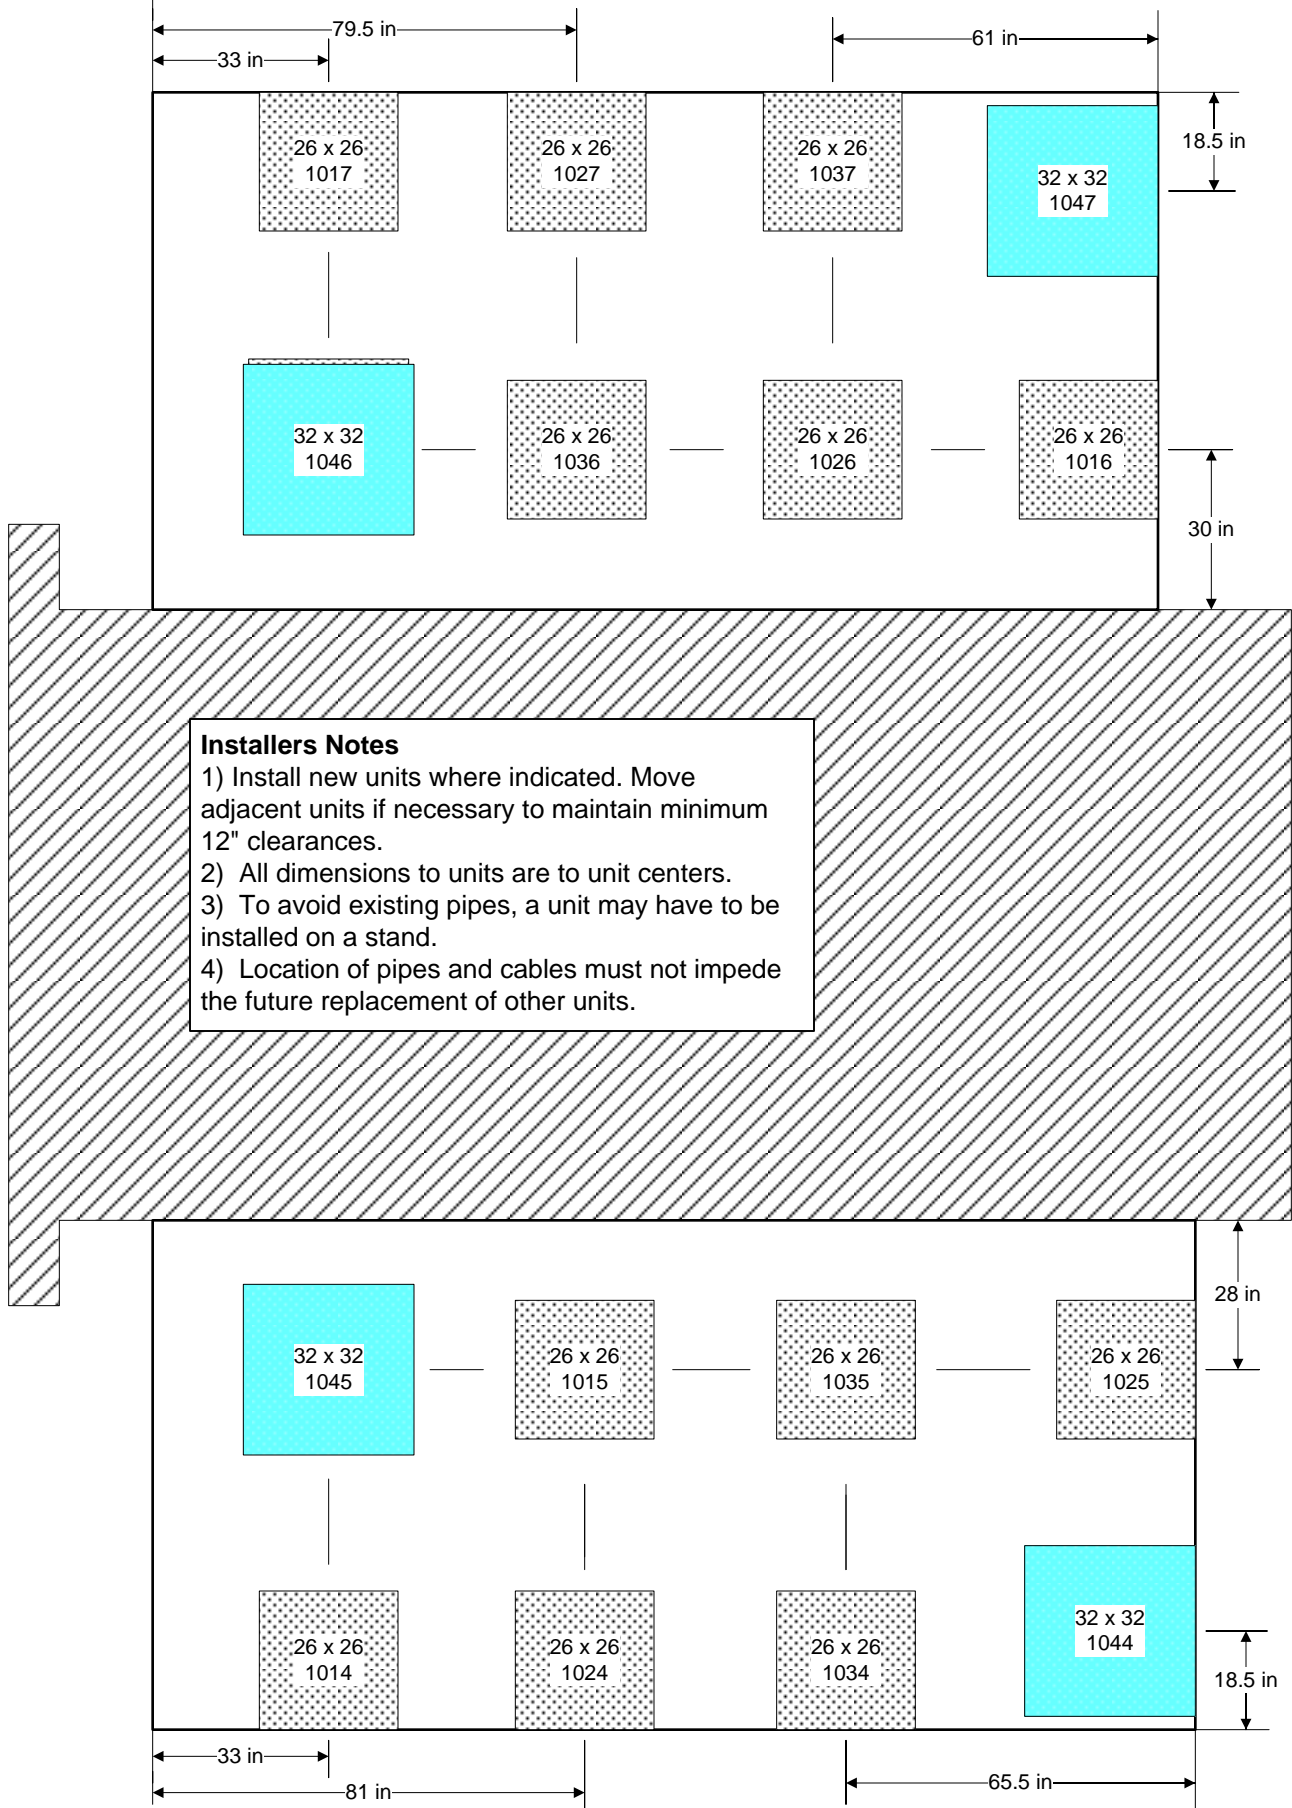 79.5 in
33 in
61 in
18.5 in
26 x 26
1017
26 x 26
1027
26 x 26
1037
32 x 32
1047
32 x 32
1046
26 x 26
1036
26 x 26
1026
26 x 26
1016
30 in
Installers Notes
1) Install new units where indicated. Move
adjacent units if necessary to maintain minimum
12" clearances.
2) All dimensions to units are to unit centers.
3) To avoid existing pipes, a unit may have to be
installed on a stand.
4) Location of pipes and cables must not impede
the future replacement of other units.
28 in
32 x 32
1045
26 x 26
1015
26 x 26
1035
26 x 26
1025
26 x 26
1014
26 x 26
1024
26 x 26
1034
32 x 32
1044
18.5 in
33 in
81 in
65.5 in